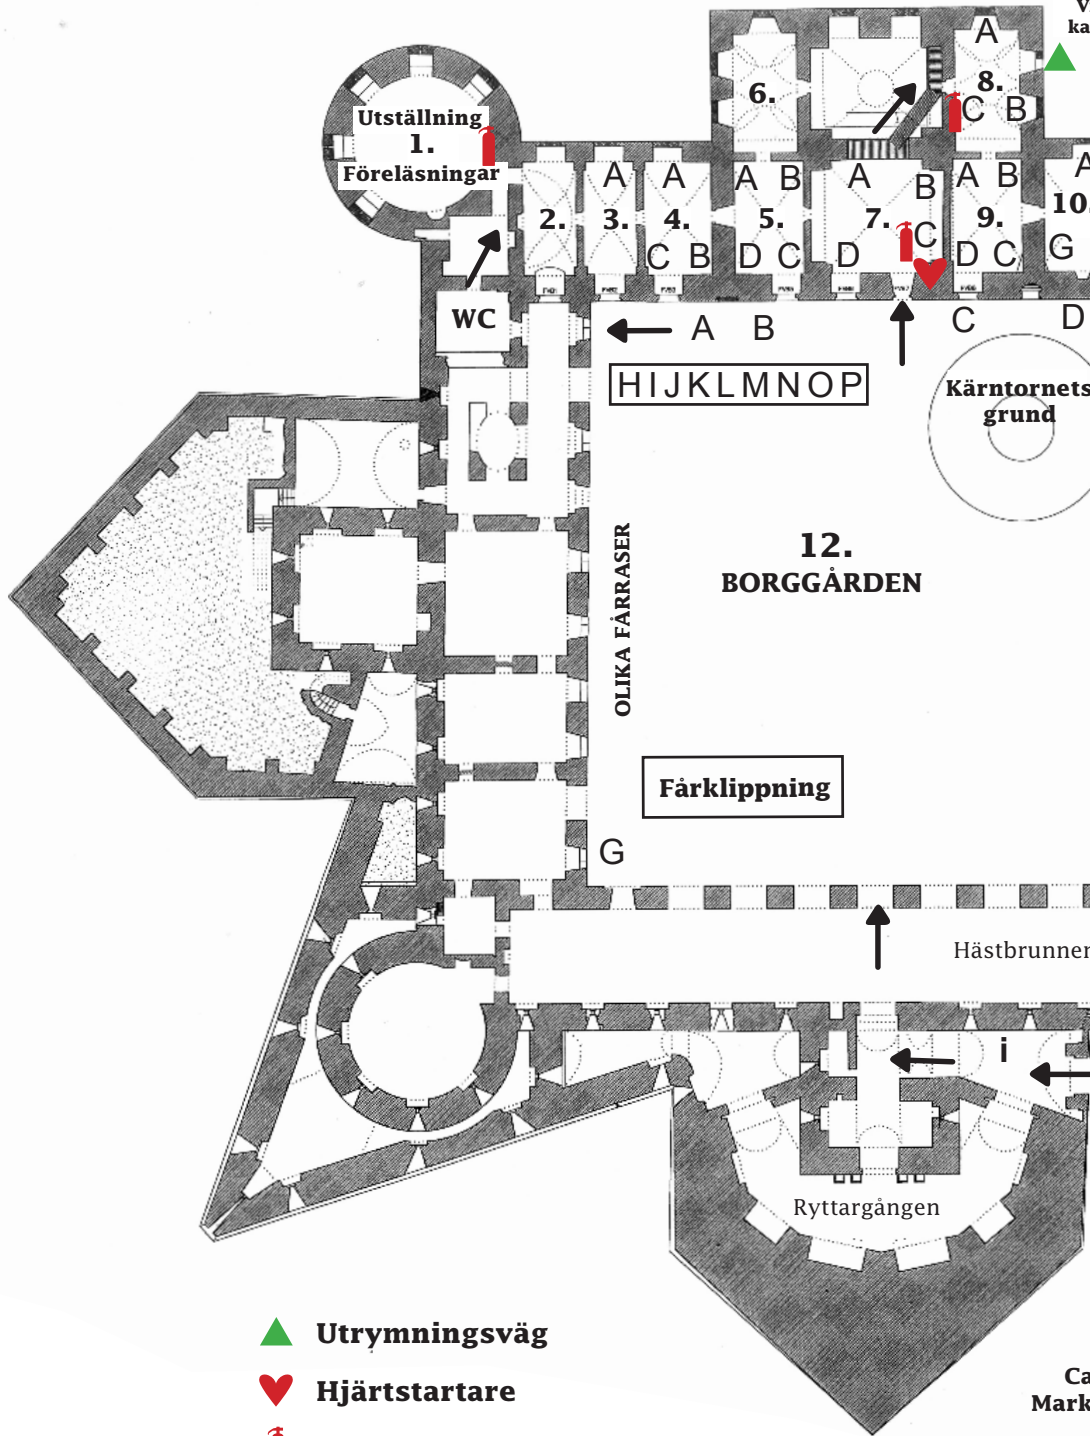 Utställning
1.
Föreläsningar
2.
3.
A
4.
A
C B
5.
A B
D C
6.
7.
A
B
C
D
8.
A
C B
9.
A B
D C
10.
A
G
WC
A B
C
D
HIJKLMNOP
Kärntornets
grund
12.
BORGGÅRDEN
OLIKA FÅRRASER
Fårklippning
G
Hästbrunnen
i
Ryttargången
Utrymningsväg
Hjärtstartare